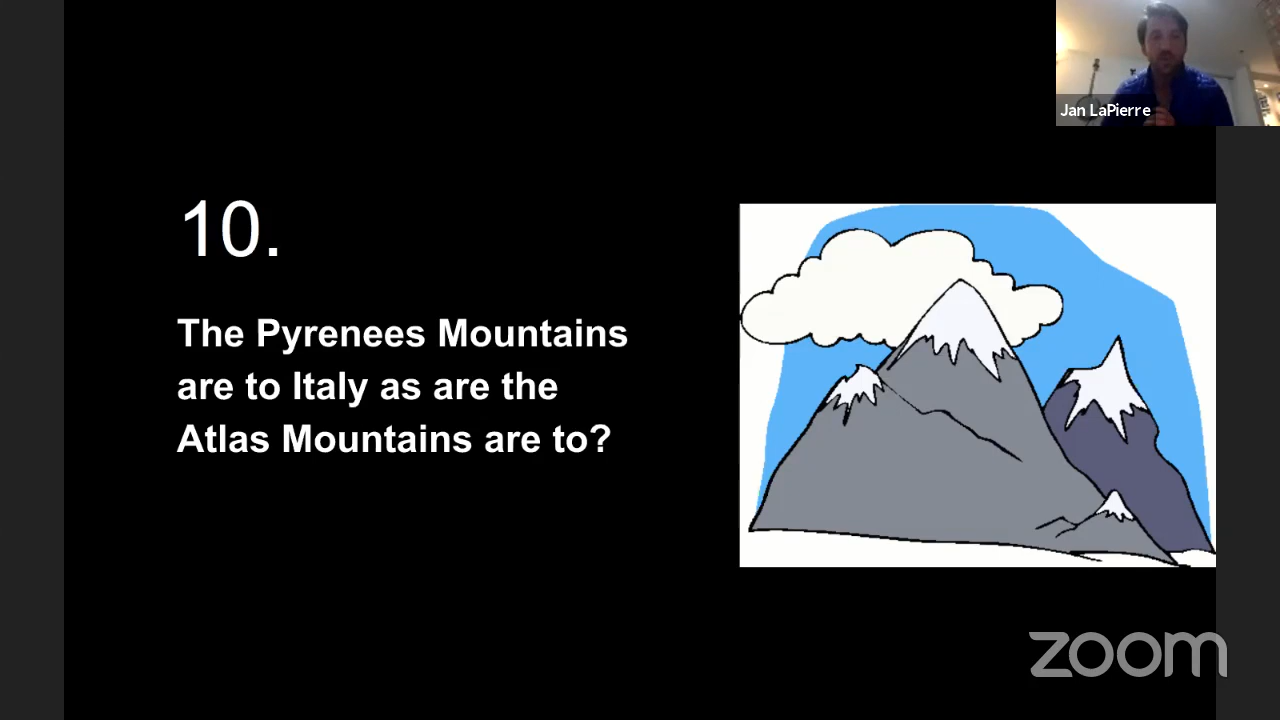 Jan LaPierre
10.
The Pyrenees Mountains
are to Italy as are the
Atlas Mountains are to?
zoom